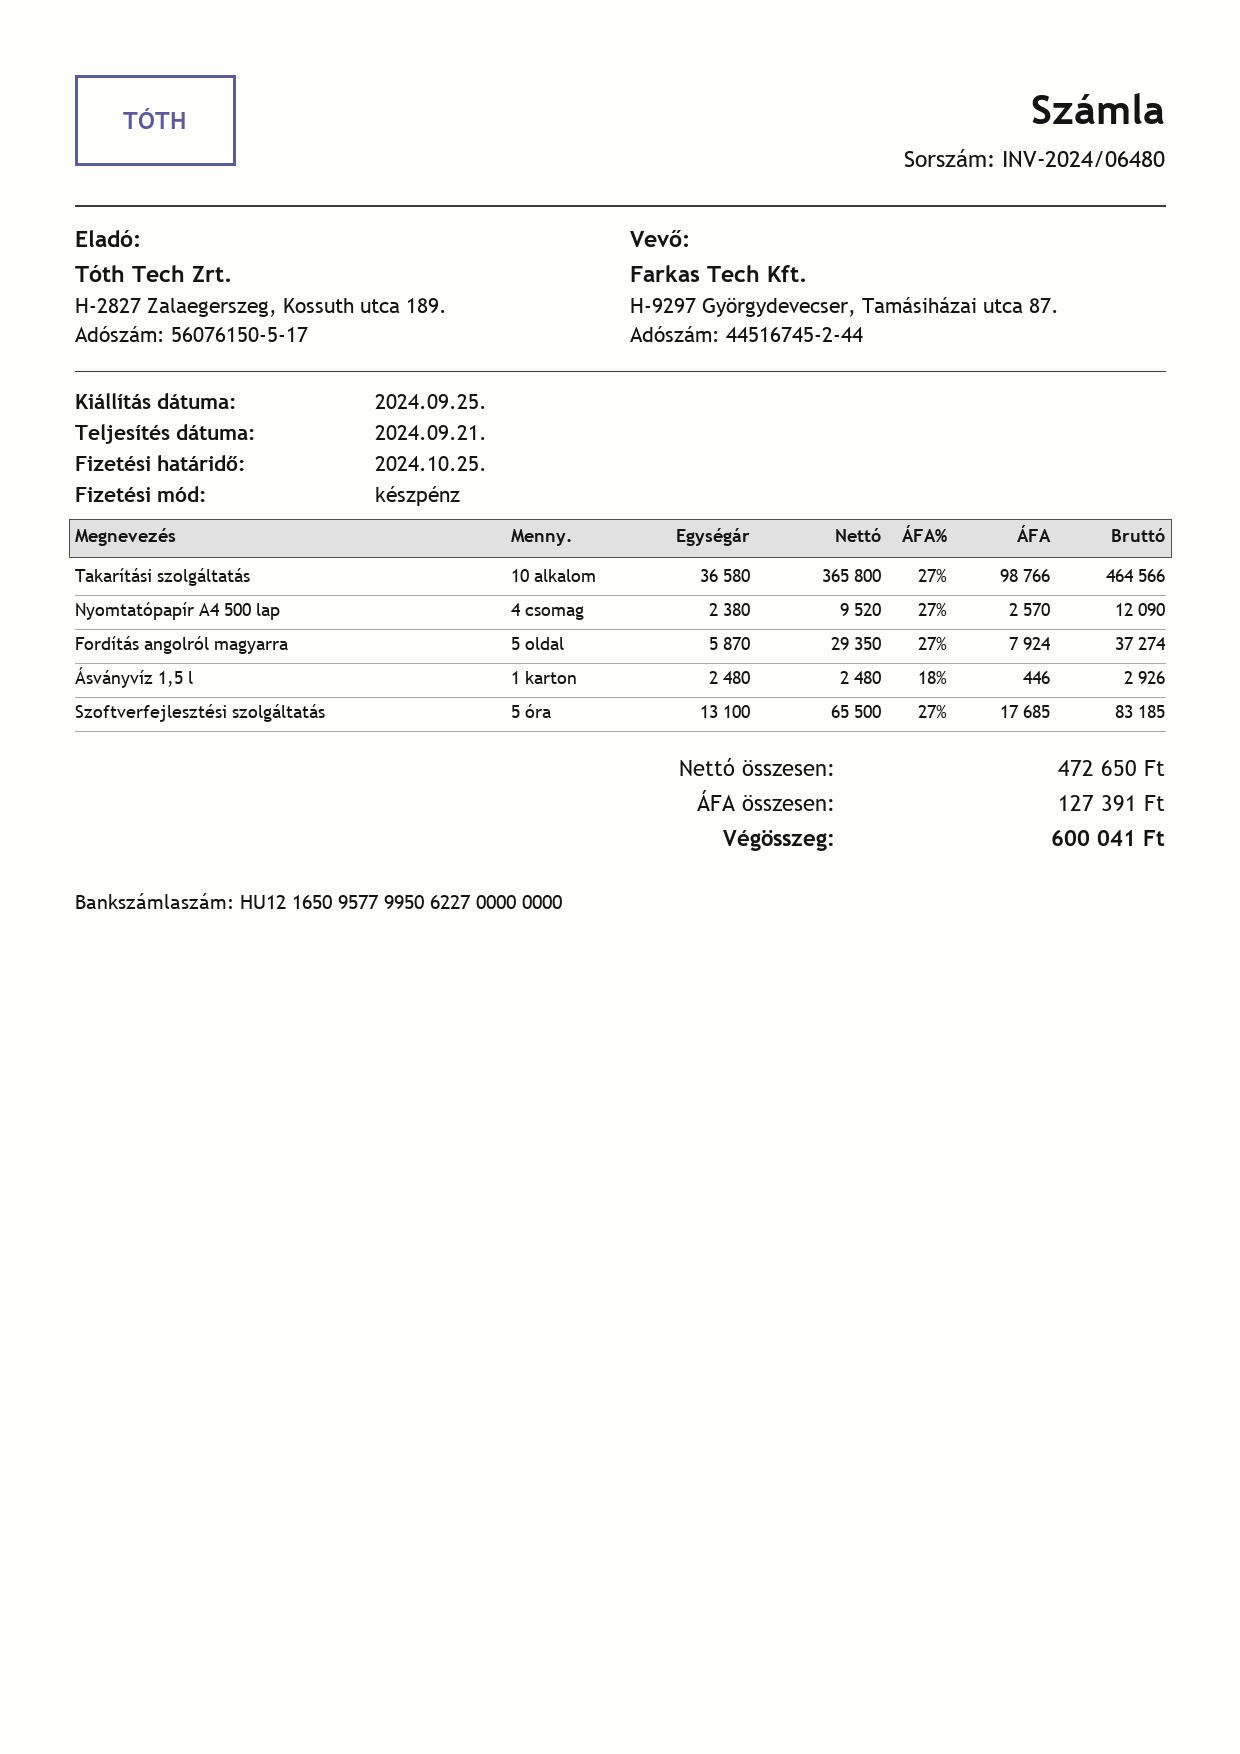 TÓTH
Számla
Sorszám: INV-2024/06480
Eladó:
Tóth Tech Zrt.
H-2827 Zalaegerszeg, Kossuth utca 189.
Adószám: 56076150-5-17
Vevő:
Farkas Tech Kft.
H-9297 Györgydevecser, Tamásiházai utca 87.
Adószám: 44516745-2-44
Kiállítás dátuma: 2024.09.25.
Teljesítés dátuma: 2024.09.21.
Fizetési határidő: 2024.10.25.
Fizetési mód: készpénz
Megnevezés Menny. Egységár Nettó ÁFA% ÁFA Bruttó
Takarítási szolgáltatás 10 alkalom 36 580 365 800 27% 98 766 464 566
Nyomtatópapír A4 500 lap 4 csomag 2 380 9 520 27% 2 570 12 090
Fordítás angolról magyarra 5 oldal 5 870 29 350 27% 7 924 37 274
Ásványvíz 1,5 l 1 karton 2 480 2 480 18% 446 2 926
Szoftverfejlesztési szolgáltatás 5 óra 13 100 65 500 27% 17 685 83 185
Nettó összesen: 472 650 Ft
ÁFA összesen: 127 391 Ft
Végösszeg: 600 041 Ft
Bankszámlaszám: HU12 1650 9577 9950 6227 0000 0000